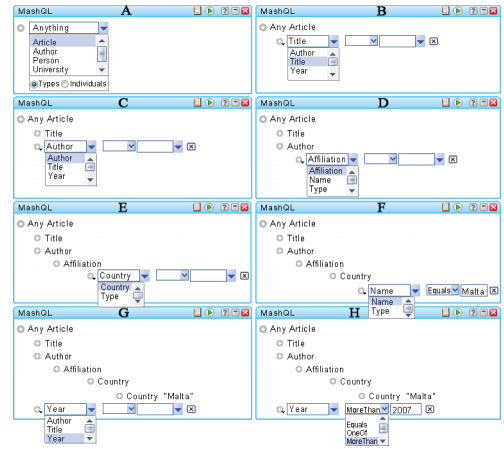 MashQL A
Anything
Article
Author
Person
University
Types Individuals
MashQL B
Any Article
Title
Author
Title
Year
MashQL C
Any Article
Title
Author
Author
Title
Year
MashQL D
Any Article
Title
Author
Affiliation
Affiliation
Name
Type
MashQL E
Any Article
Title
Author
Affiliation
Country
Country
Type
MashQL F
Any Article
Title
Author
Affiliation
Country
Name Equals Malta
Name
Type
MashQL G
Any Article
Title
Author
Affiliation
Country
Country "Malta"
Year
Author
Title
Year
MashQL H
Any Article
Title
Author
Affiliation
Country
Country "Malta"
Year MoreThan 2007
Equals
OneOf
MoreThan